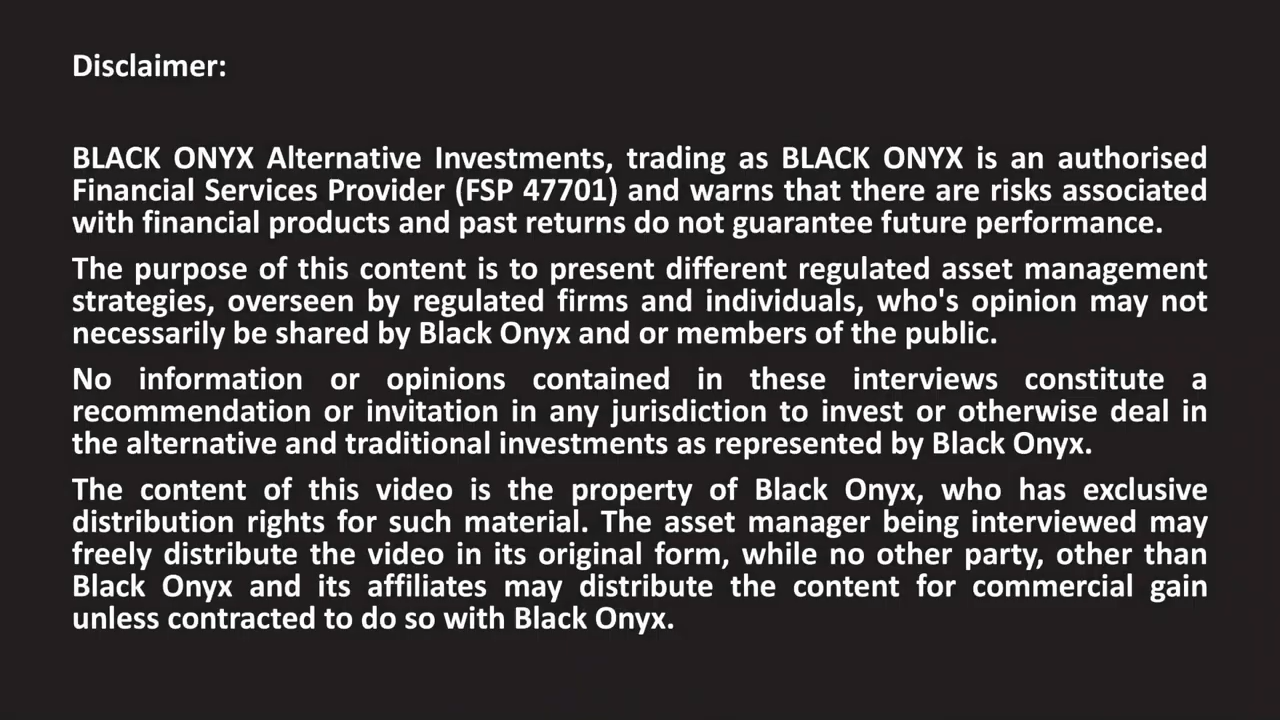 Disclaimer:
BLACK ONYX Alternative Investments, trading as BLACK ONYX is an authorised
Financial Services Provider (FSP 47701) and warns that there are risks associated
with financial products and past returns do not guarantee future performance.
The purpose of this content is to present different regulated asset management
strategies, overseen by regulated firms and individuals, who's opinion may not
necessarily be shared by Black Onyx and or members of the public.
No information or opinions contained in these interviews constitute a
recommendation or invitation in any jurisdiction to invest or otherwise deal in
the alternative and traditional investments as represented by Black Onyx.
The content of this video is the property of Black Onyx, who has exclusive
distribution rights for such material. The asset manager being interviewed may
freely distribute the video in its original form, while no other party, other than
Black Onyx and its affiliates may distribute the content for commercial gain
unless contracted to do so with Black Onyx.